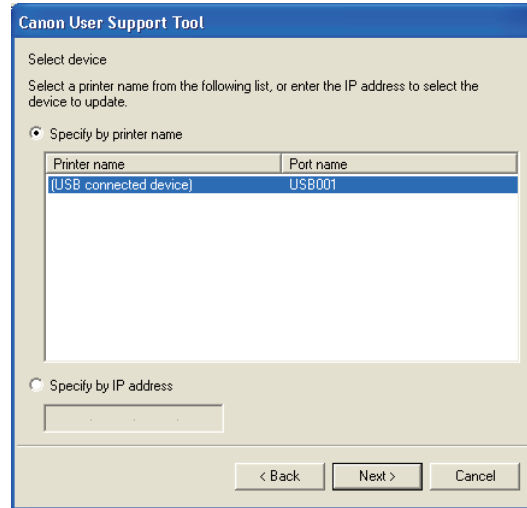 Canon User Support Tool
Select device
Select a printer name from the following list, or enter the IP address to select the
device to update.
Specify by printer name
Printer name Port name
(USB connected device) USB001
Specify by IP address
. . .
< Back Next > Cancel